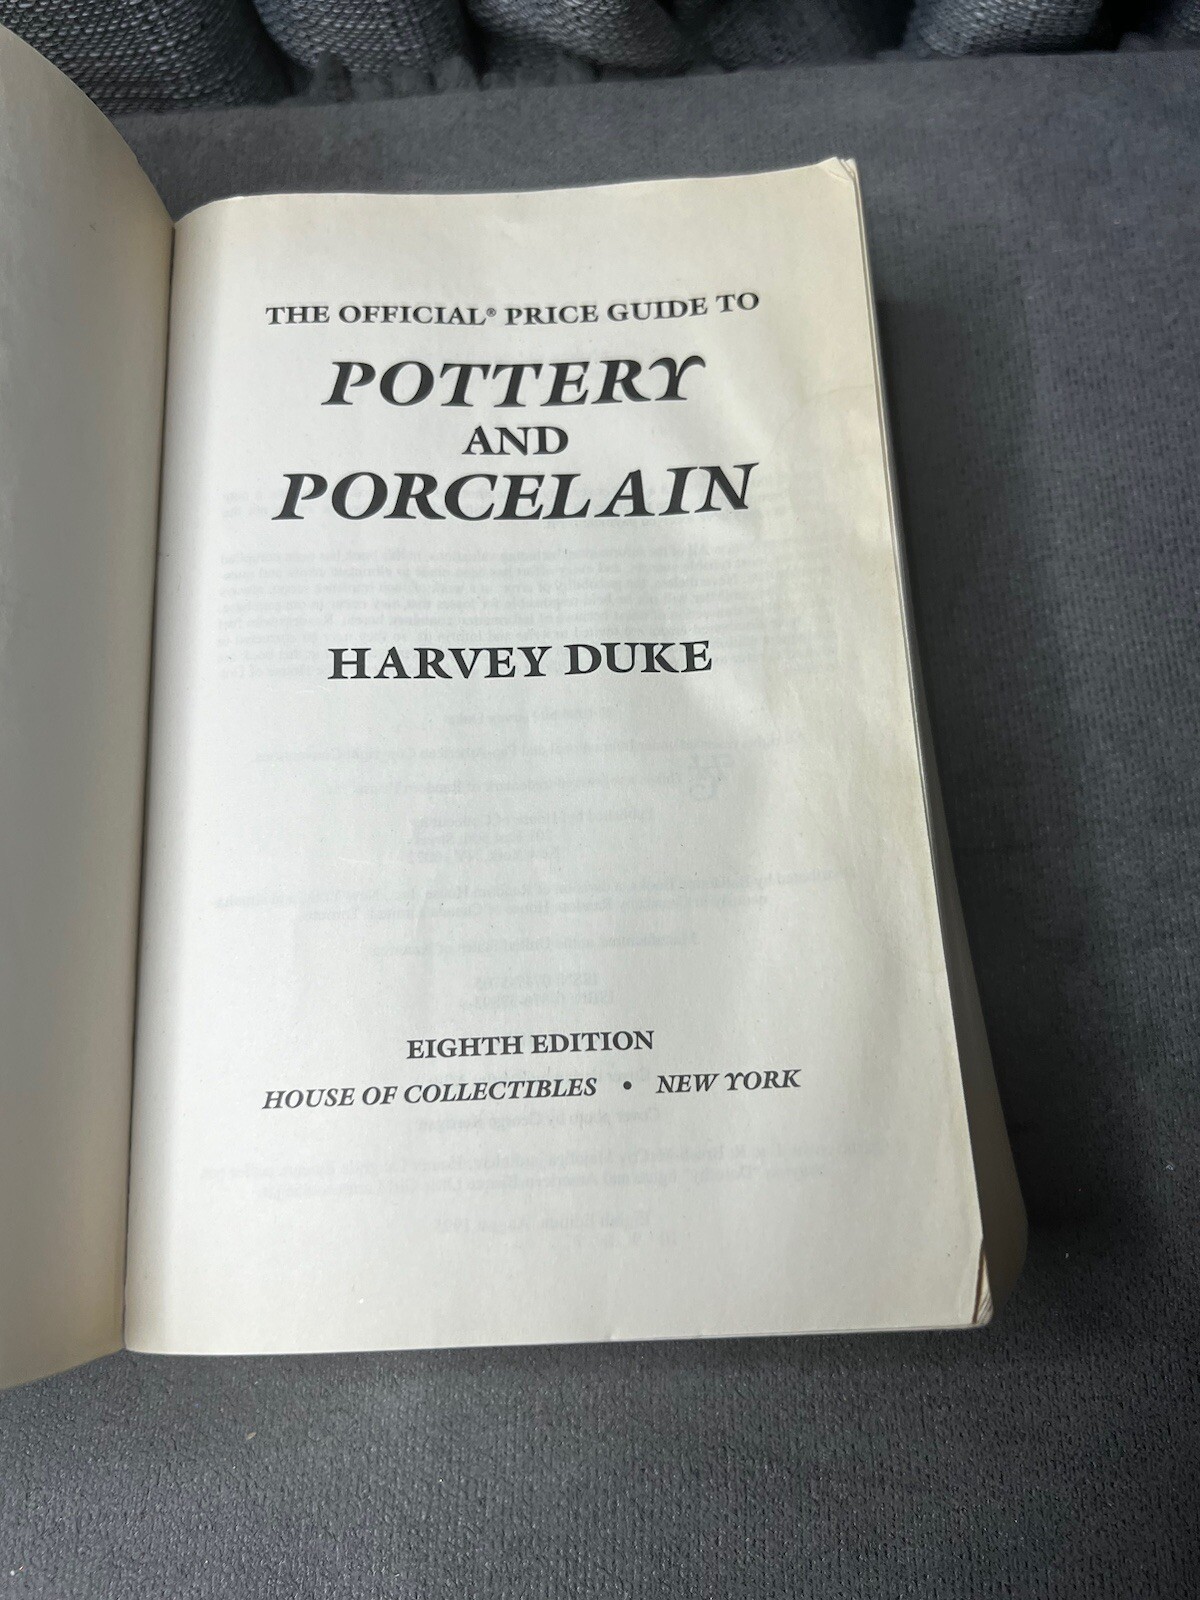 THE OFFICIAL® PRICE GUIDE TO
POTTERY
AND
PORCELAIN
HARVEY DUKE
EIGHTH EDITION
HOUSE OF COLLECTIBLES • NEW YORK